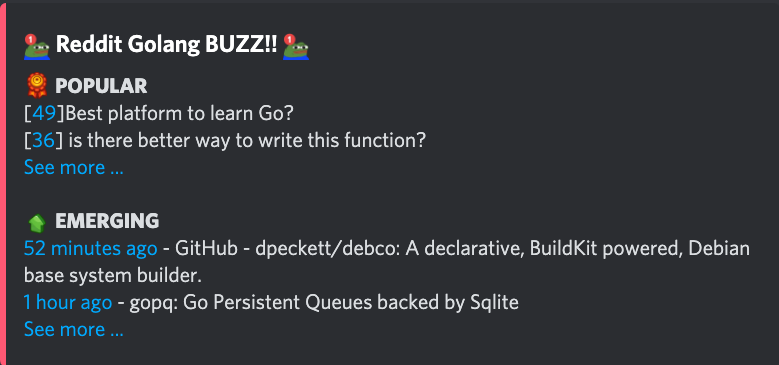 Reddit Golang BUZZ!!
POPULAR
[49]Best platform to learn Go?
[36] is there better way to write this function?
See more ...
EMERGING
52 minutes ago - GitHub - dpeckett/debco: A declarative, BuildKit powered, Debian
base system builder.
1 hour ago - gopq: Go Persistent Queues backed by Sqlite
See more ...